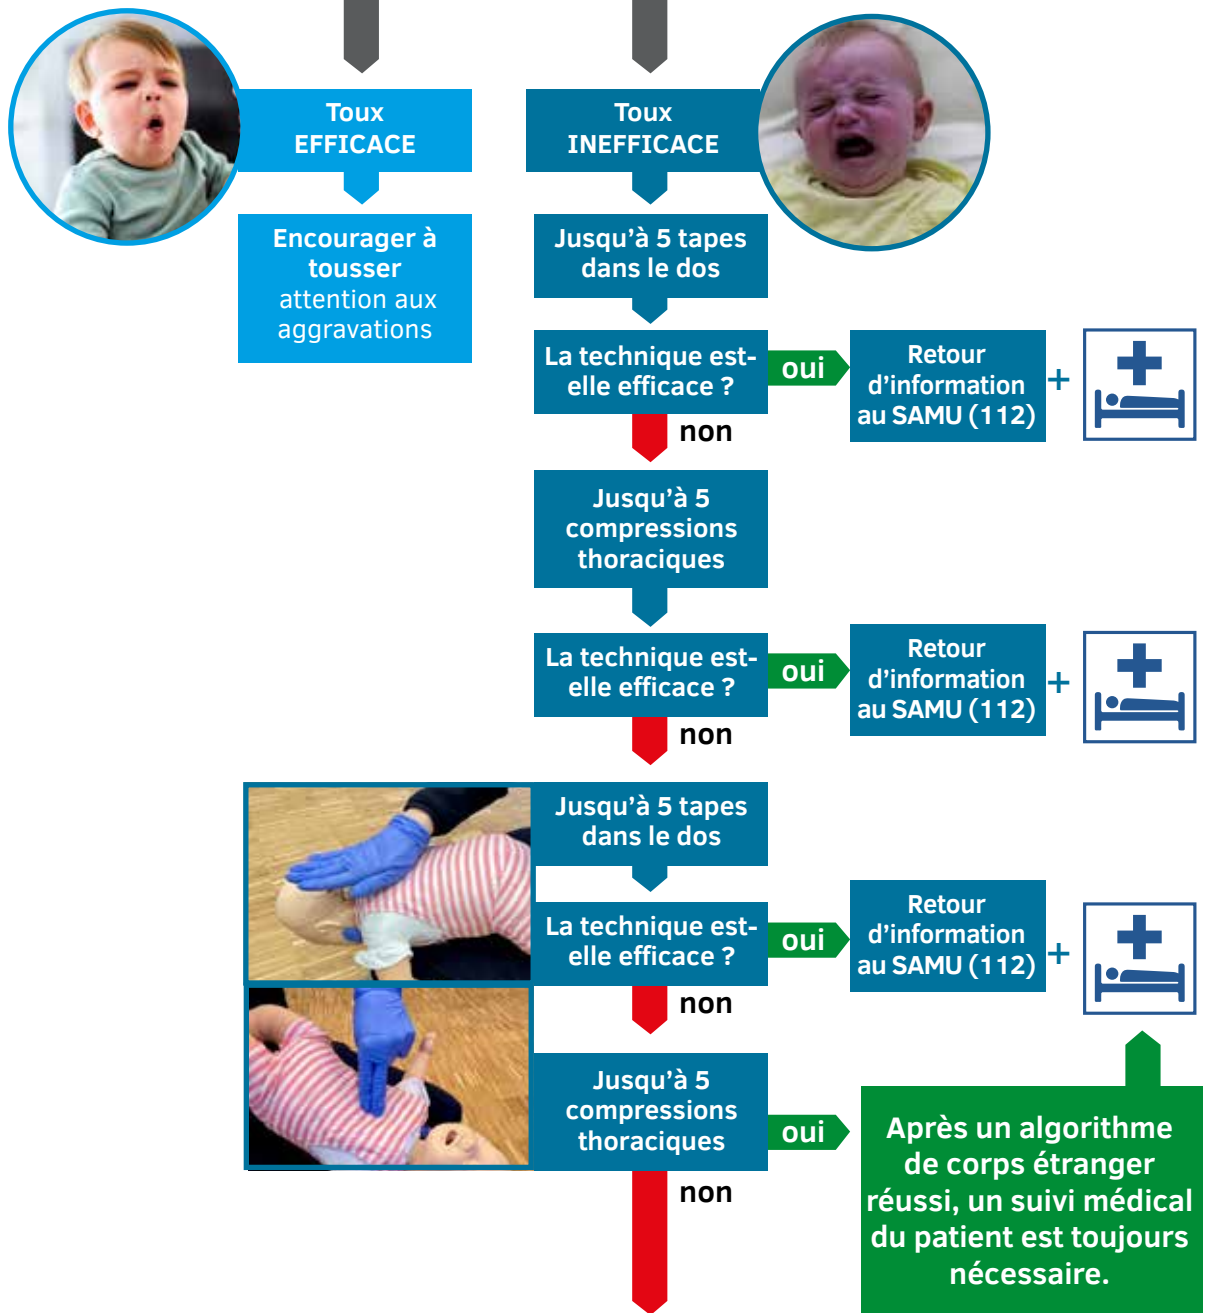 Toux
EFFICACE
Encourager à
tousser
attention aux
aggravations
Toux
INEFFICACE
Jusqu'à 5 tapes
dans le dos
La technique est-
elle efficace ?
oui
Retour
d'information
au SAMU (112)
+
non
Jusqu'à 5
compressions
thoraciques
La technique est-
elle efficace ?
oui
Retour
d'information
au SAMU (112)
+
non
Jusqu'à 5 tapes
dans le dos
La technique est-
elle efficace ?
oui
Retour
d'information
au SAMU (112)
+
non
Jusqu'à 5
compressions
thoraciques
oui
Après un algorithme
de corps étranger
réussi, un suivi médical
du patient est toujours
nécessaire.
non